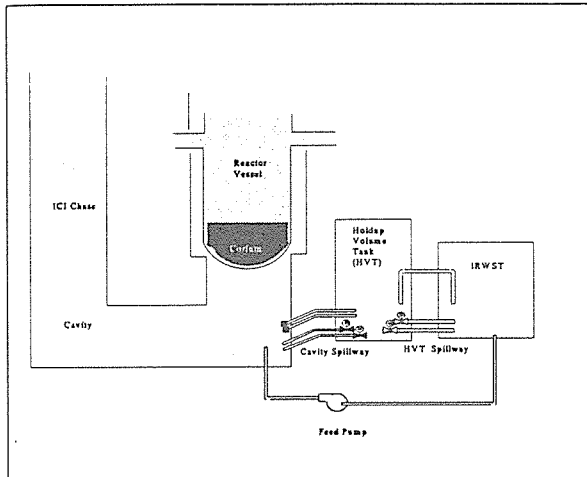 Reactor
Vessel
ICI Chase
Corium
Holdup
Volume
Tank
(HVT)
IRWST
Cavity
Cavity Spillway
HVT Spillway
Feed Pump